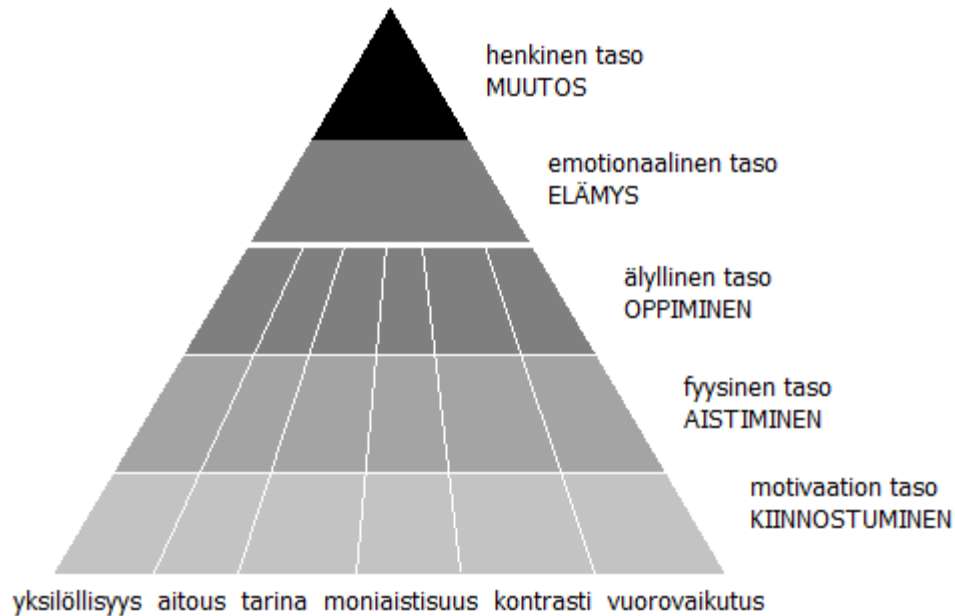 henkinen taso
MUUTOS
emotionaalinen taso
ELÄMYS
älyllinen taso
OPPIMINEN
fyysinen taso
AISTIMINEN
motivaation taso
KIINNOSTUMINEN
yksilöllisyys aitous tarina moniaistisuus kontrasti vuorovaikutus